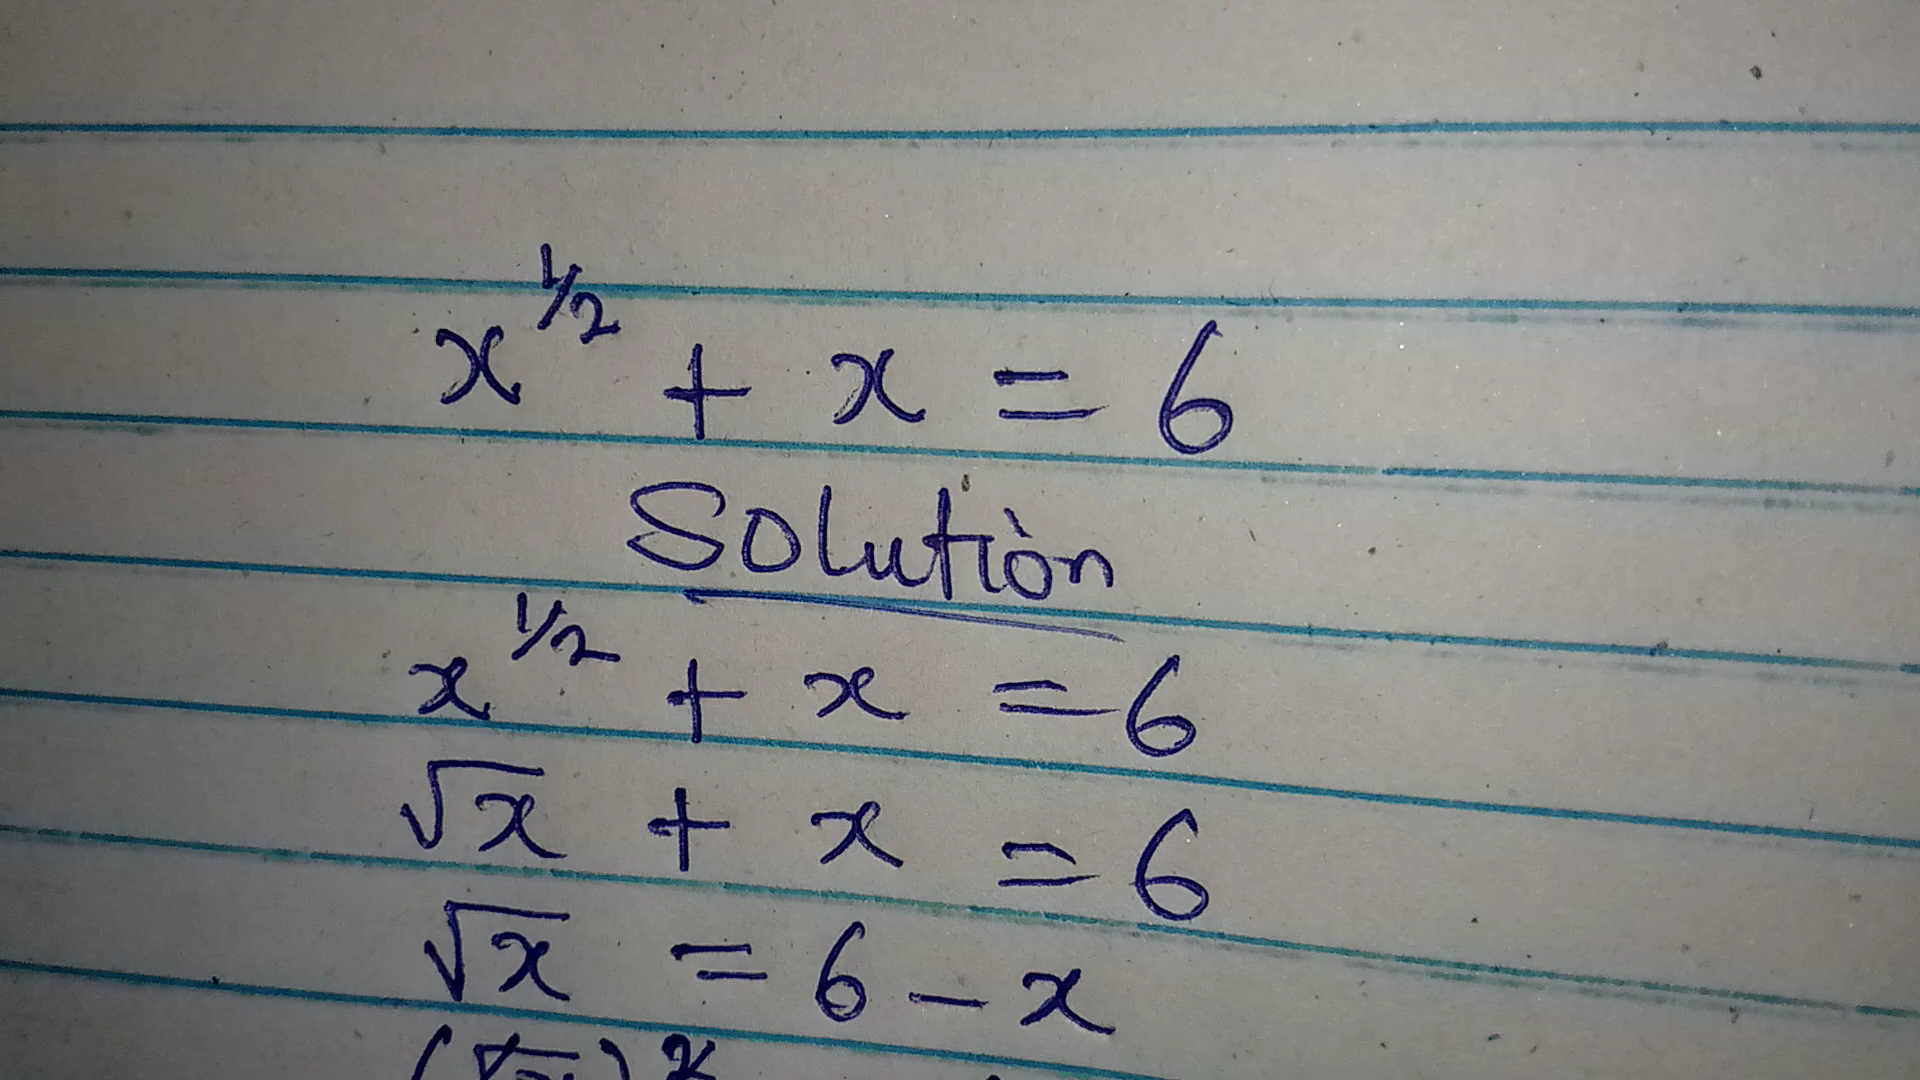 x^1/2 + x = 6
Solution
x^1/2 + x = 6
√x + x = 6
√x = 6 - x